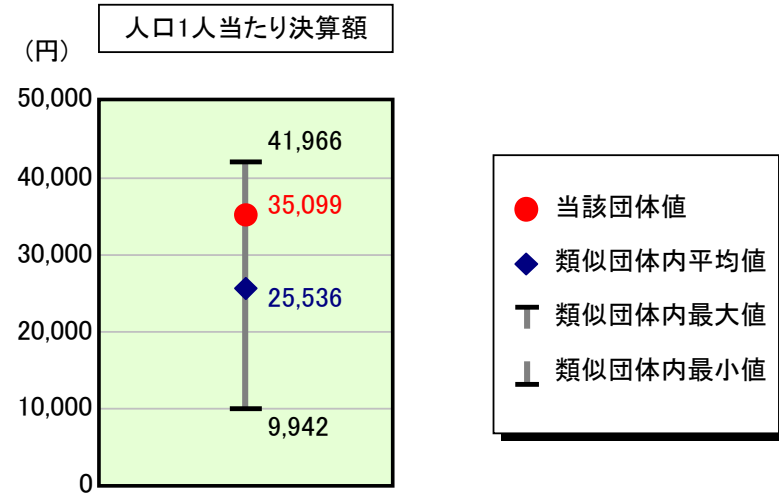 人口1人当たり決算額
(円)
50,000
41,966
40,000
35,099
30,000
25,536
20,000
10,000
9,942
0
当該団体値
類似団体内平均値
類似団体内最大値
類似団体内最小値